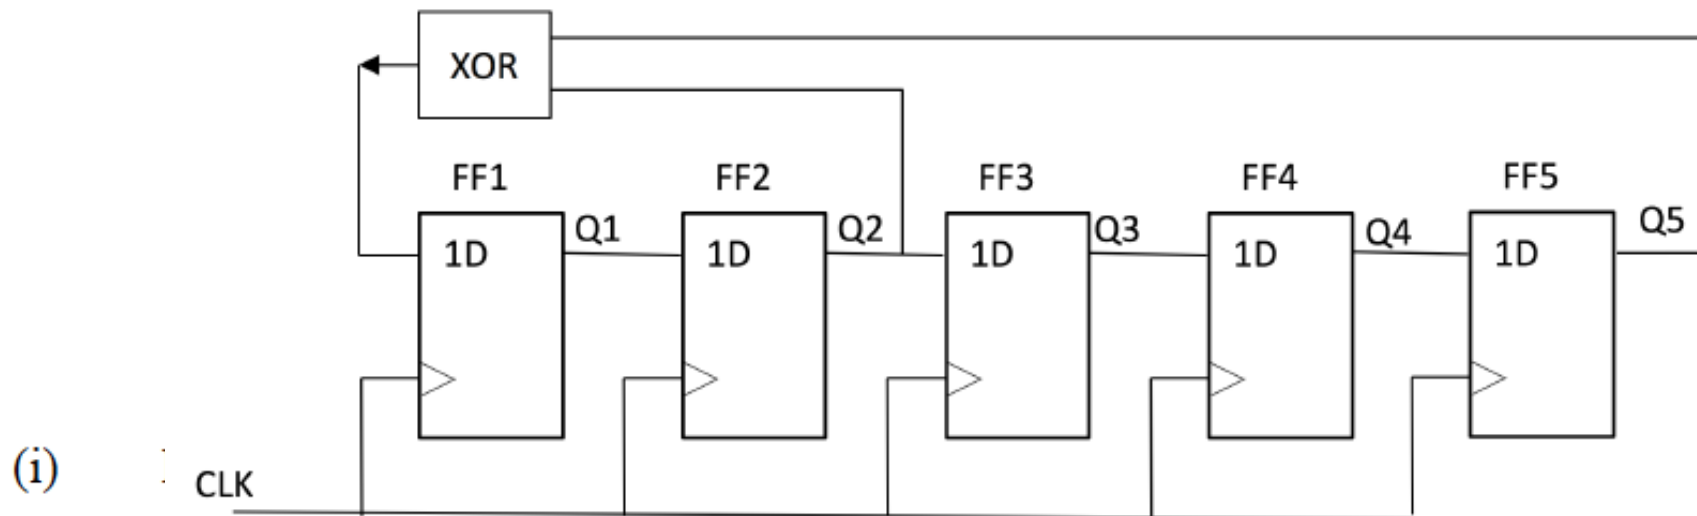 XOR
FF1 FF2 FF3 FF4 FF5
Q1 Q2 Q3 Q4 Q5
1D 1D 1D 1D 1D
(i)
CLK